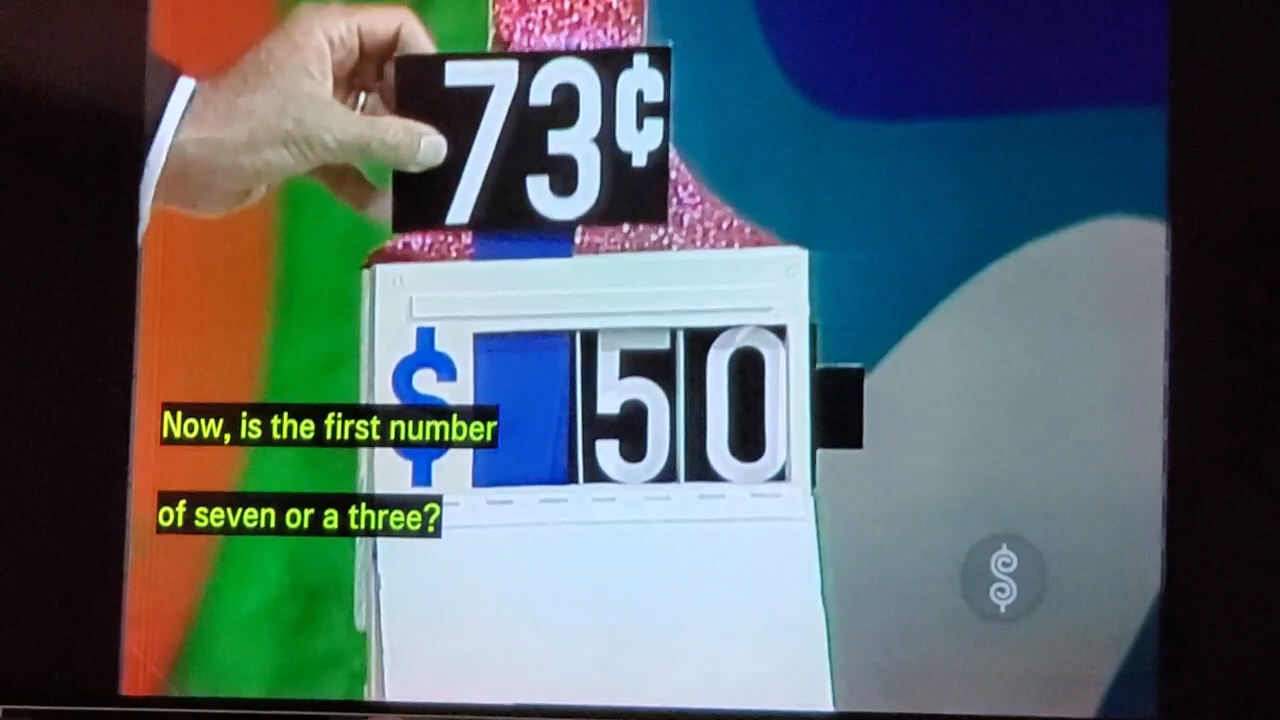 73¢
$ 50
Now, is the first number
of seven or a three?
$